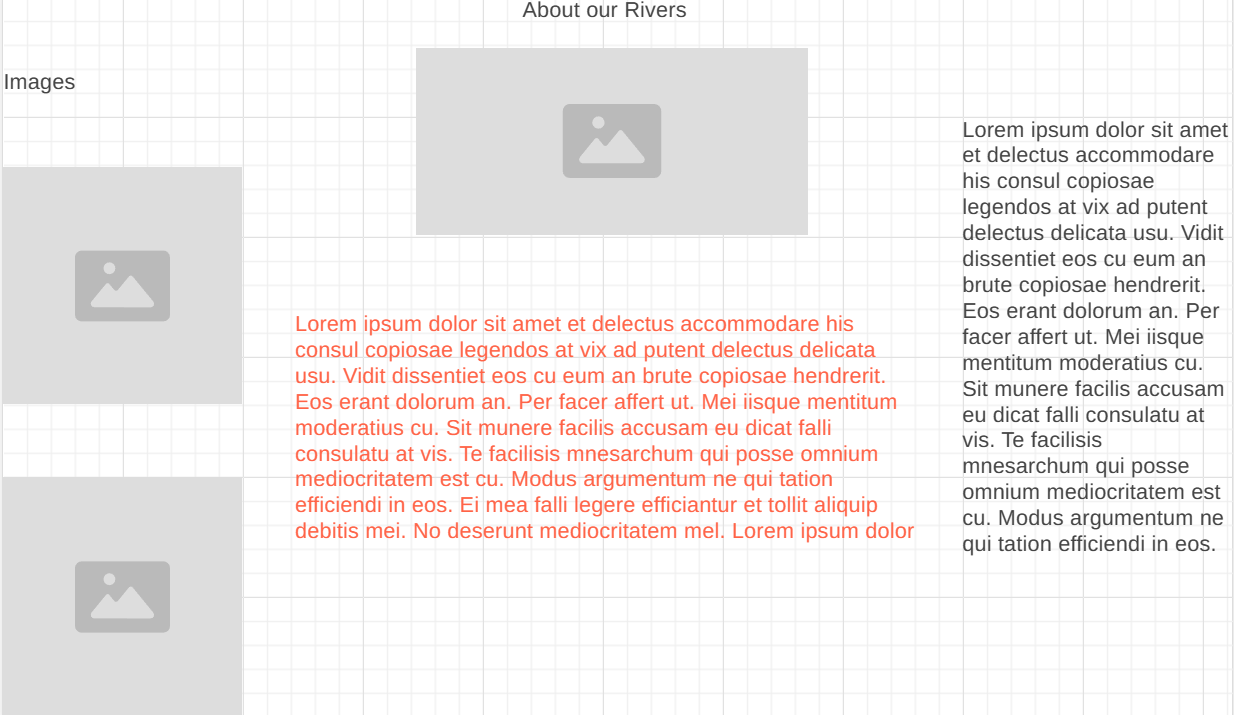 About our Rivers
Images
Lorem ipsum dolor sit amet et delectus accommodare his
consul copiosae legendos at vix ad putent delectus delicata
usu. Vidit dissentiet eos cu eum an brute copiosae hendrerit.
Eos erant dolorum an. Per facer affert ut. Mei iisque mentitum
moderatius cu. Sit munere facilis accusam eu dicat falli
consulatu at vis. Te facilisis mnesarchum qui posse omnium
mediocritatem est cu. Modus argumentum ne qui tation
efficiendi in eos. Ei mea falli legere efficiantur et tollit aliquip
debitis mei. No deserunt mediocritatem mel. Lorem ipsum dolor
Lorem ipsum dolor sit amet
et delectus accommodare
his consul copiosae
legendos at vix ad putent
delectus delicata usu. Vidit
dissentiet eos cu eum an
brute copiosae hendrerit.
Eos erant dolorum an. Per
facer affert ut. Mei iisque
mentitum moderatius cu.
Sit munere facilis accusam
eu dicat falli consulatu at
vis. Te facilisis
mnesarchum qui posse
omnium mediocritatem est
cu. Modus argumentum ne
qui tation efficiendi in eos.